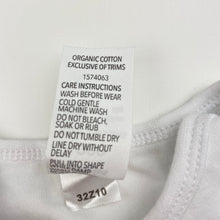 ORGANIC COTTON
EXCLUSIVE OF TRIMS
1574063
CARE INSTRUCTIONS
WASH BEFORE WEAR
COLD GENTLE
MACHINE WASH
DO NOT BLEACH,
SOAK OR RUB
DO NOT TUMBLE DRY
LINE DRY WITHOUT
DELAY
PULL INTO SHAPE
DAMP
32Z10